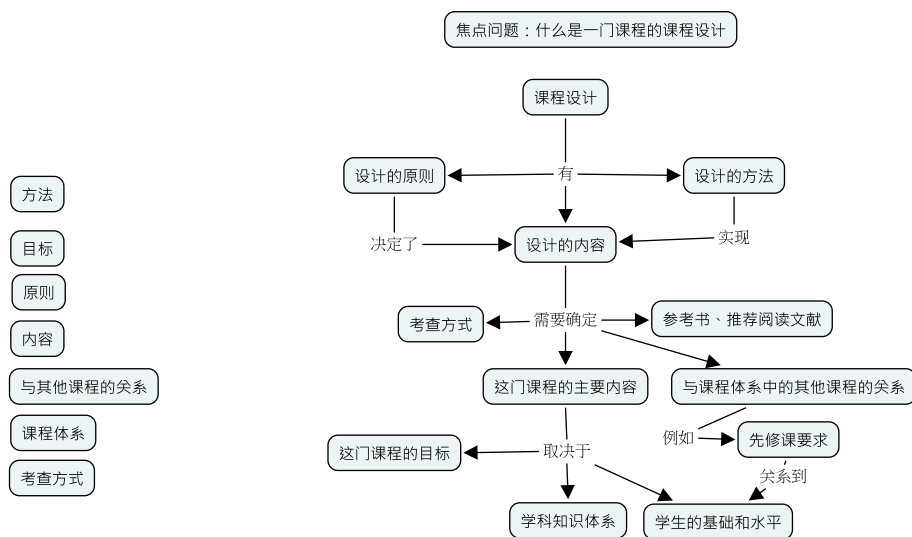 焦点问题：什么是一门课程的课程设计
课程设计
设计的原则
有
设计的方法
方法
决定了
设计的内容
实现
目标
原则
考查方式
需要确定
参考书、推荐阅读文献
内容
与其他课程的关系
这门课程的主要内容
与课程体系中的其他课程的关系
课程体系
例如
先修课要求
这门课程的目标
取决于
考查方式
关系到
学科知识体系
学生的基础和水平